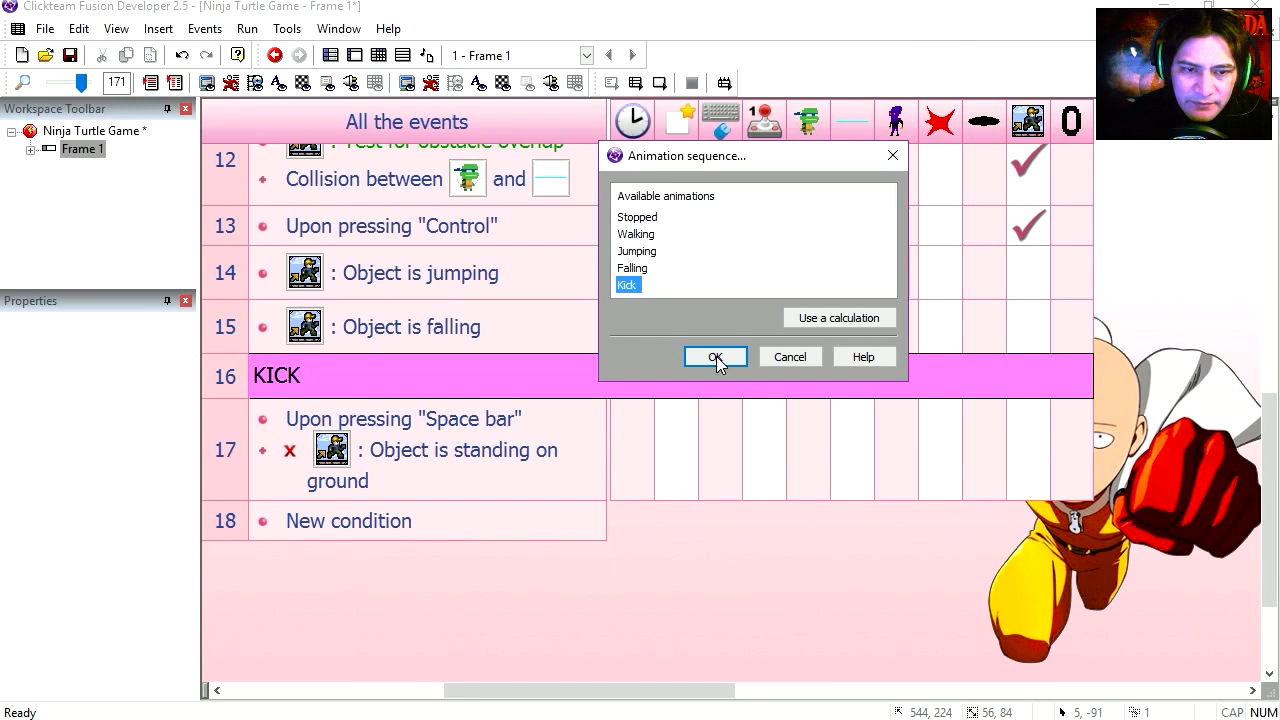 Clickteam Fusion Developer 2.5 - [Ninja Turtle Game - Frame 1*]
File Edit View Insert Events Run Tools Window Help
1 - Frame 1
171
Workspace Toolbar
Ninja Turtle Game *
Frame 1
Properties
All the events
12
: Test for obstacle overlap
Collision between and
13
Upon pressing "Control"
14
: Object is jumping
15
: Object is falling
16
KICK
17
Upon pressing "Space bar"
X : Object is standing on
ground
18
New condition
Animation sequence...
Available animations
Stopped
Walking
Jumping
Falling
Kick
Use a calculation
OK Cancel Help
1
0
DA
Ready
544, 224
56, 84
5, -91
1
CAP NUM